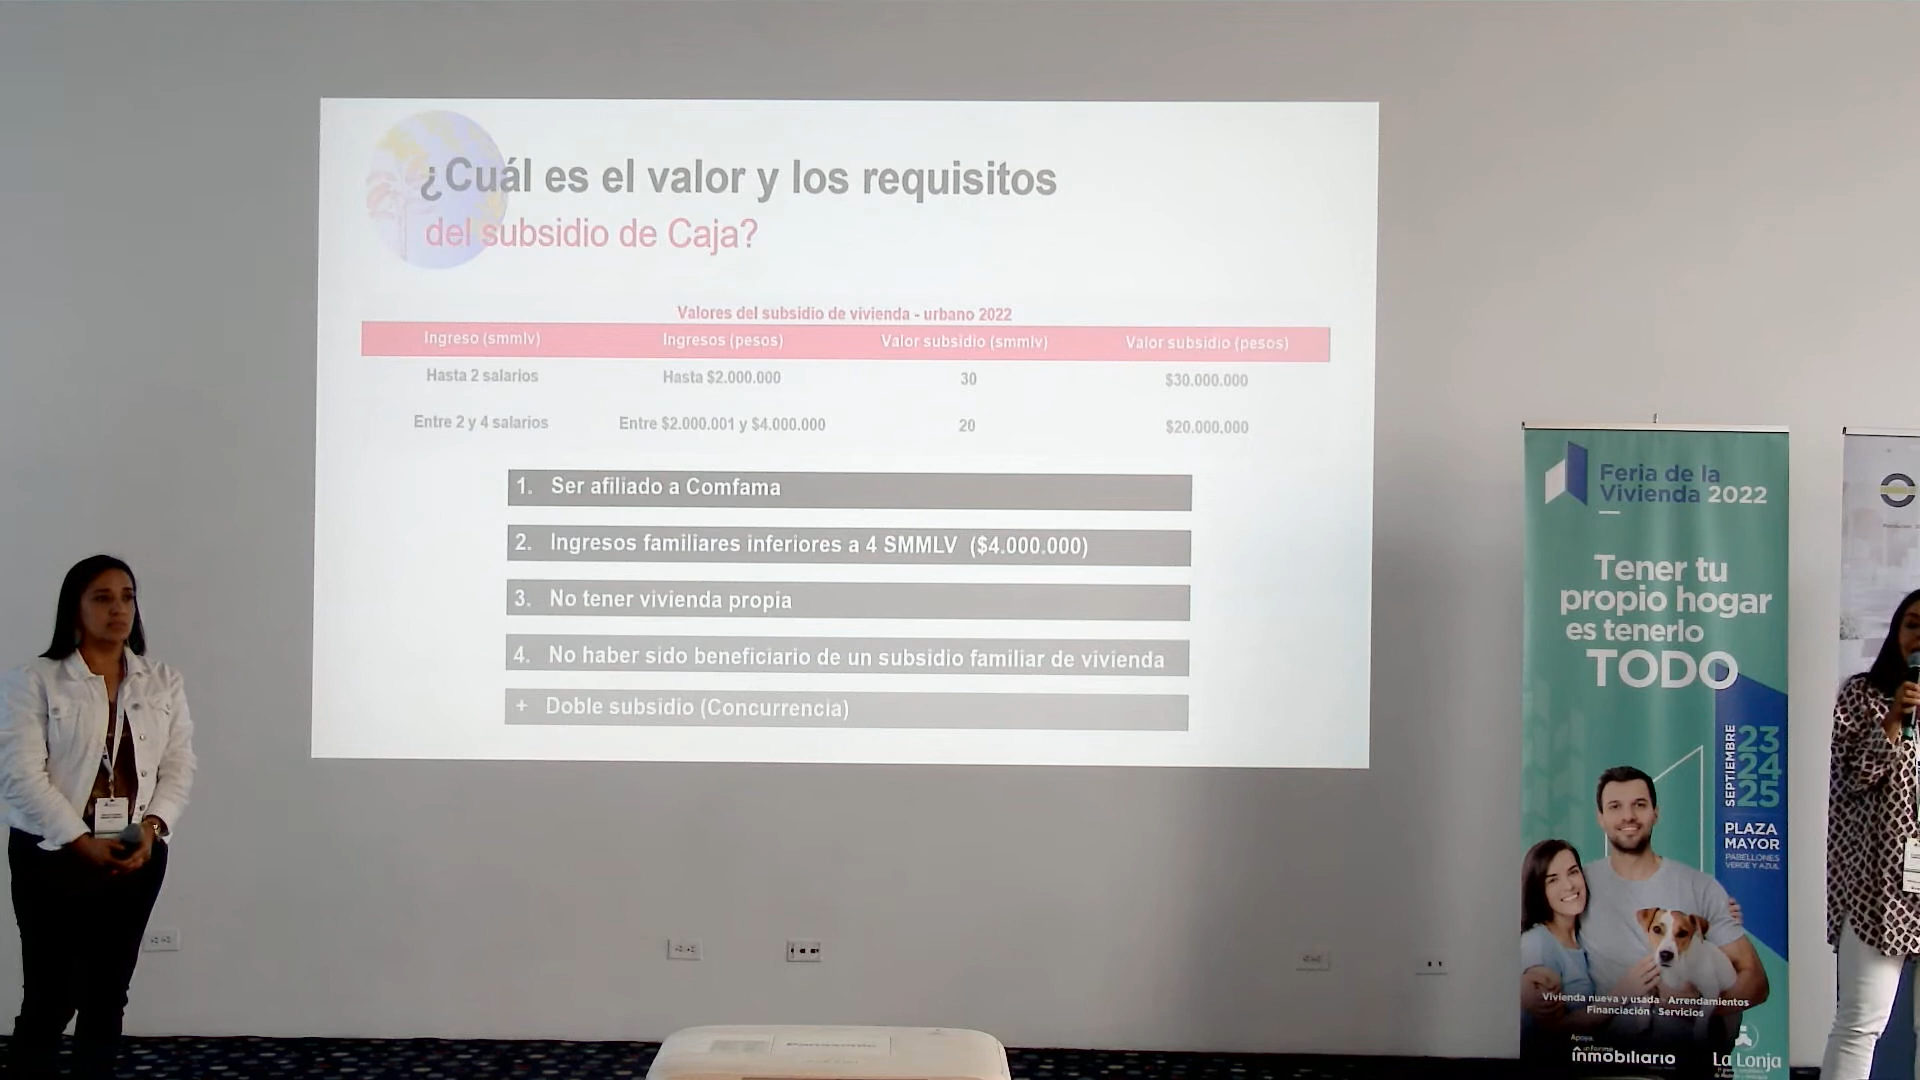 ¿Cuál es el valor y los requisitos
del subsidio de Caja?
Valores del subsidio de vivienda - urbano 2022
Ingreso (smmlv) Ingresos (pesos) Valor subsidio (smmlv) Valor subsidio (pesos)
Hasta 2 salarios Hasta $2.000.000 30 $30.000.000
Entre 2 y 4 salarios Entre $2.000.001 y $4.000.000 20 $20.000.000
1. Ser afiliado a Comfama
2. Ingresos familiares inferiores a 4 SMMLV ($4.000.000)
3. No tener vivienda propia
4. No haber sido beneficiario de un subsidio familiar de vivienda
+ Doble subsidio (Concurrencia)
Feria de la
Vivienda 2022
Tener tu
propio hogar
es tenerlo
TODO
SEPTIEMBRE
23
24
25
PLAZA
MAYOR
PABELLONES
VERDE Y AZUL
Vivienda nueva y usada Arrendamientos
Financiación · Servicios
Apoya:
informe
inmobiliario
La Lonja